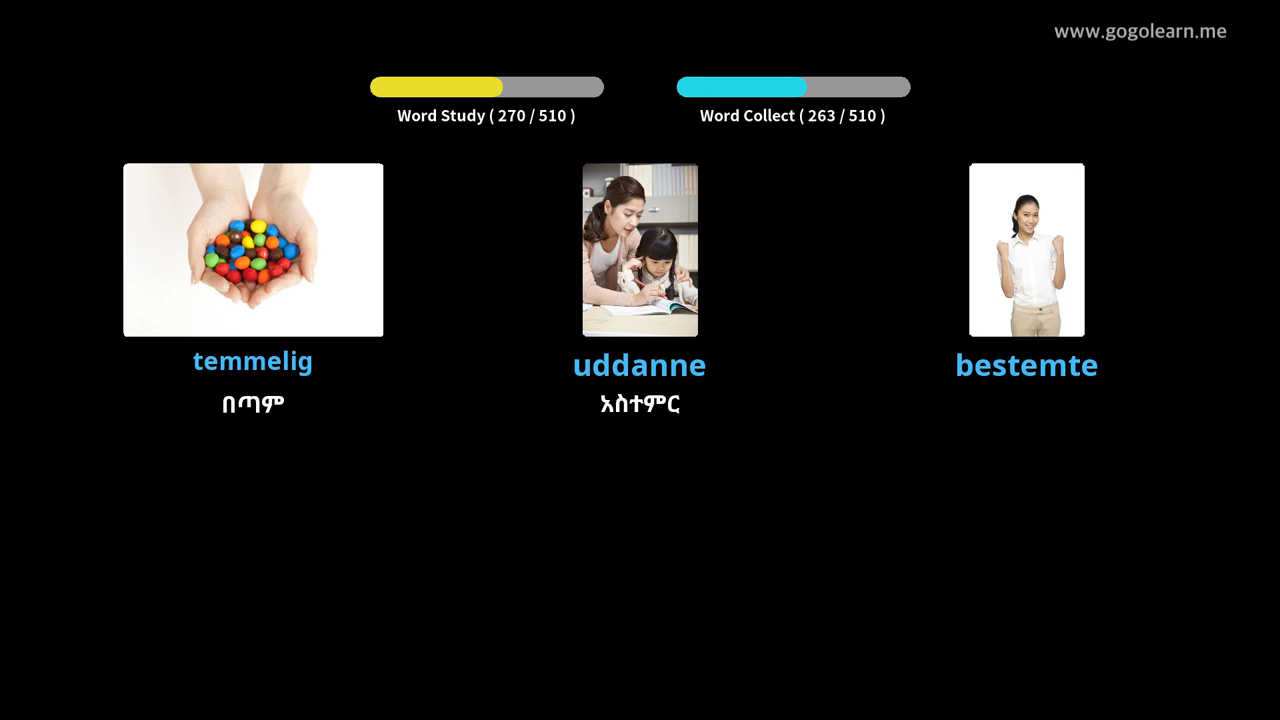 www.gogolearn.me
Word Study ( 270 / 510 )
Word Collect ( 263 / 510 )
temmelig
uddanne
bestemte
በጣም
አስተምር